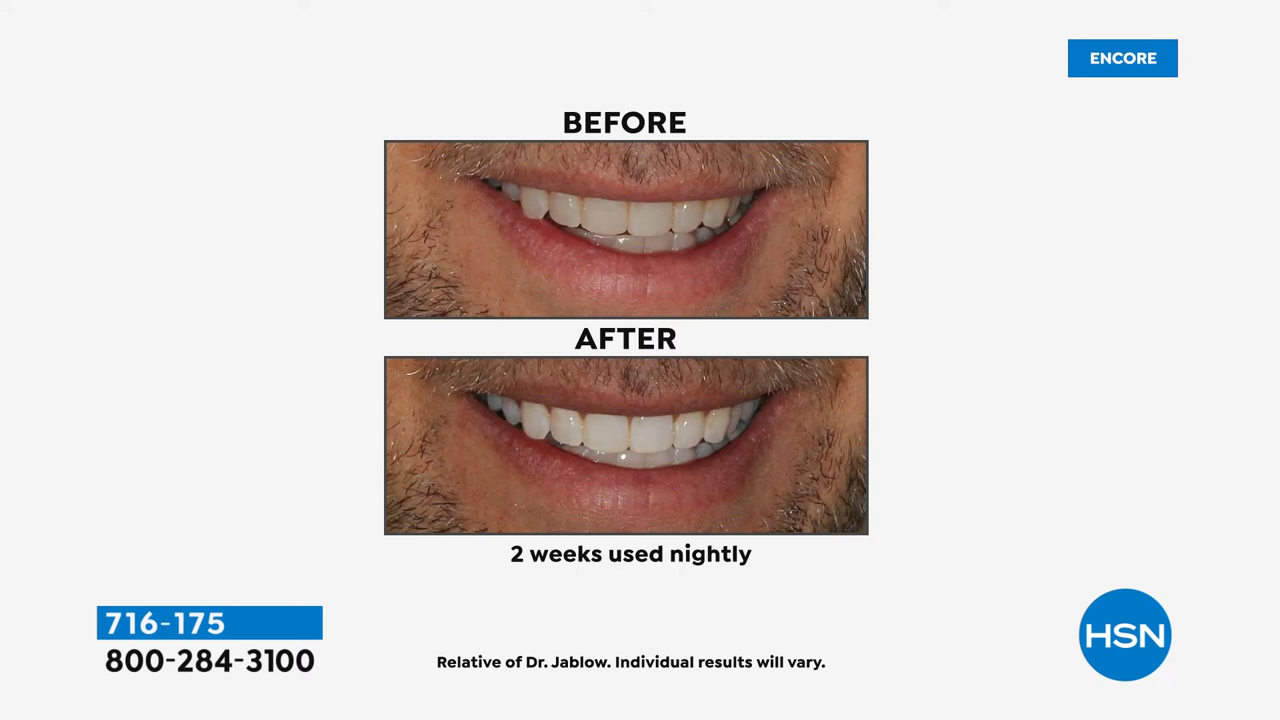 ENCORE
BEFORE
AFTER
2 weeks used nightly
716-175
800-284-3100
Relative of Dr. Jablow. Individual results will vary.
HSN